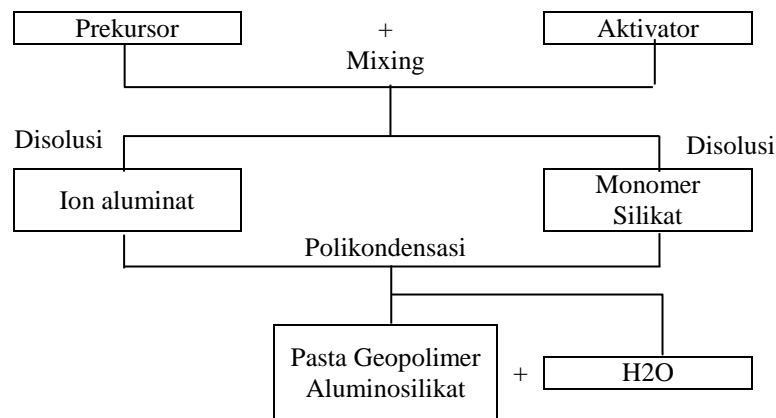 Prekursor
+
Aktivator
Mixing
Disolusi
Disolusi
Ion aluminat
Monomer
Silikat
Polikondensasi
Pasta Geopolimer
Aluminosilikat
+
H2O